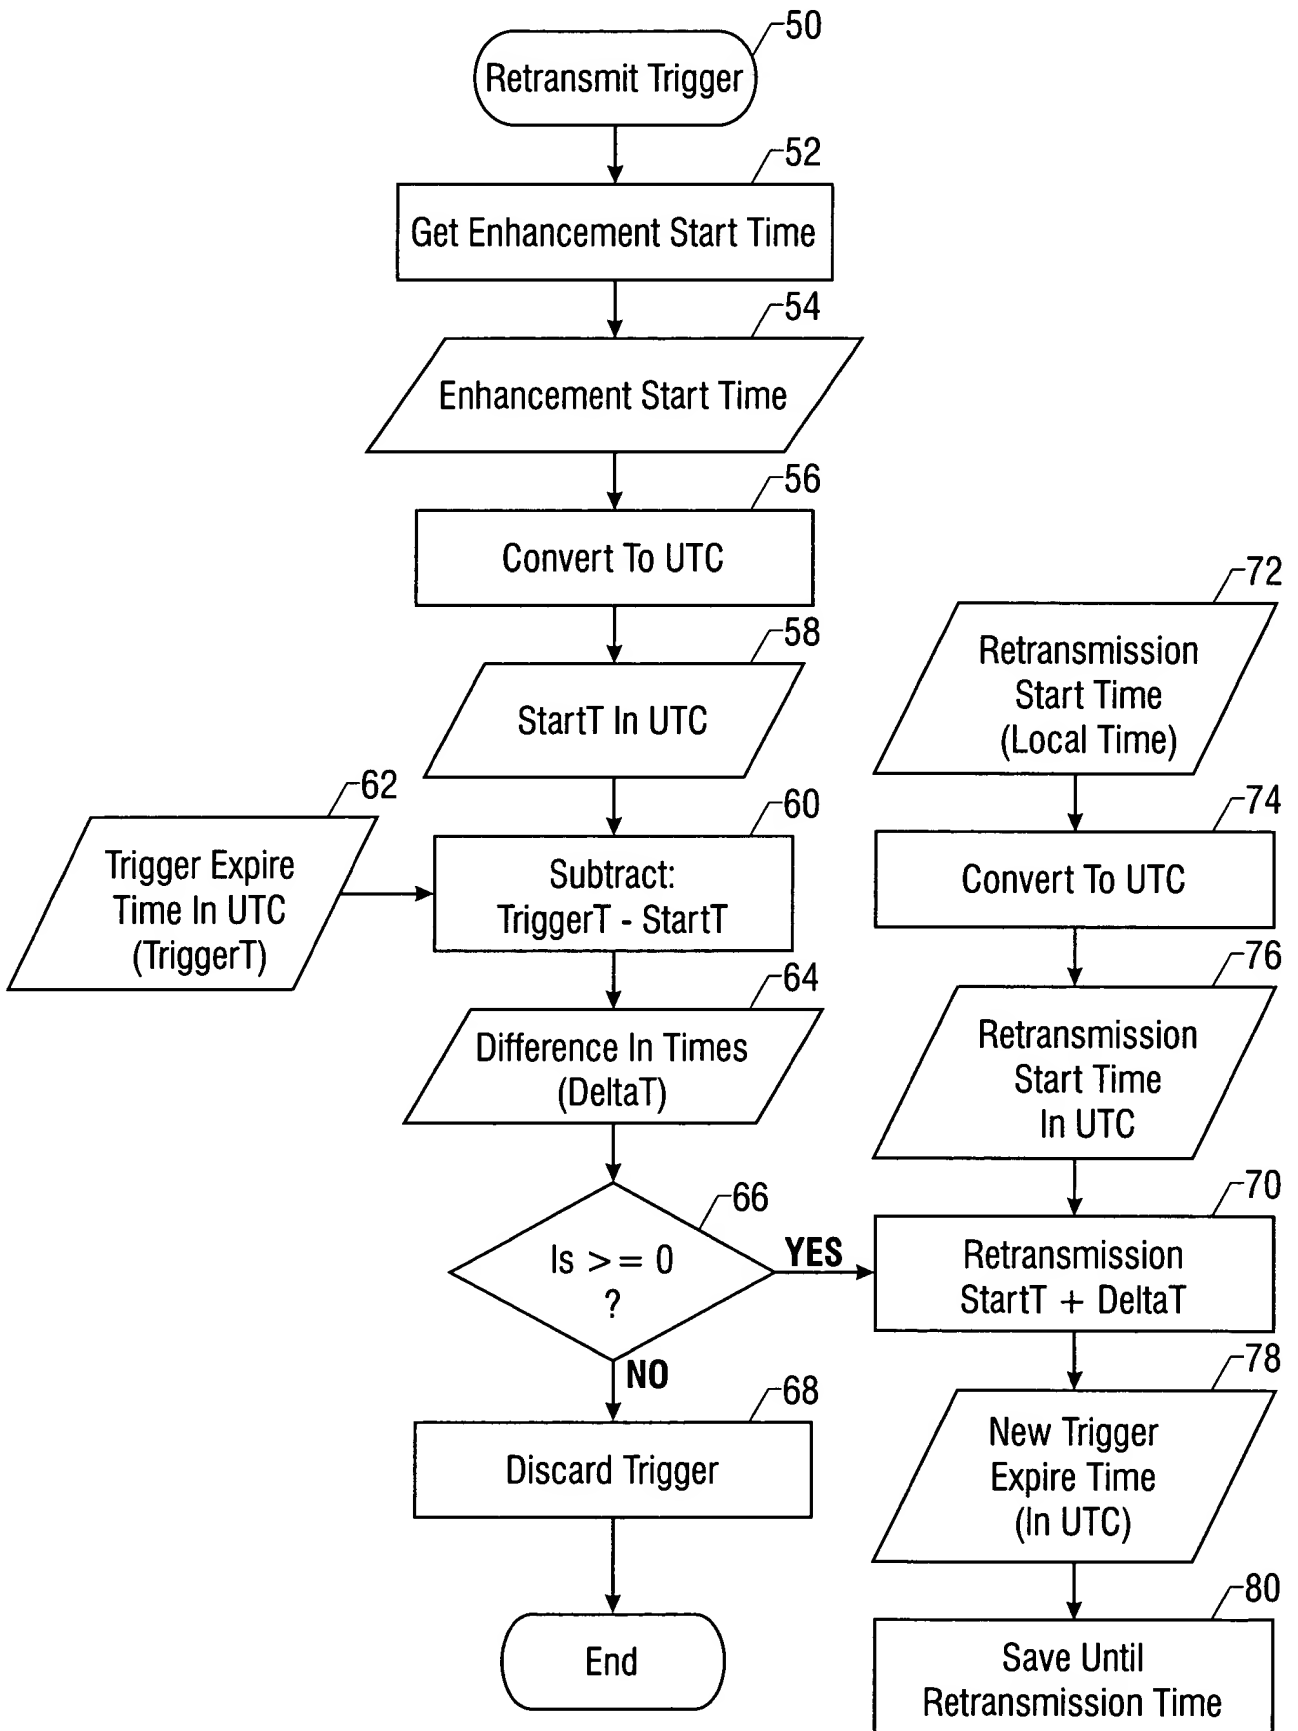 50
Retransmit Trigger
52
Get Enhancement Start Time
54
Enhancement Start Time
56
Convert To UTC
58
StartT In UTC
62
Trigger Expire
Time In UTC
(TriggerT)
60
Subtract:
TriggerT - StartT
64
Difference In Times
(DeltaT)
66
Is >= 0
?
YES
NO
68
Discard Trigger
End
72
Retransmission
Start Time
(Local Time)
74
Convert To UTC
76
Retransmission
Start Time
In UTC
70
Retransmission
StartT + DeltaT
78
New Trigger
Expire Time
(In UTC)
80
Save Until
Retransmission Time